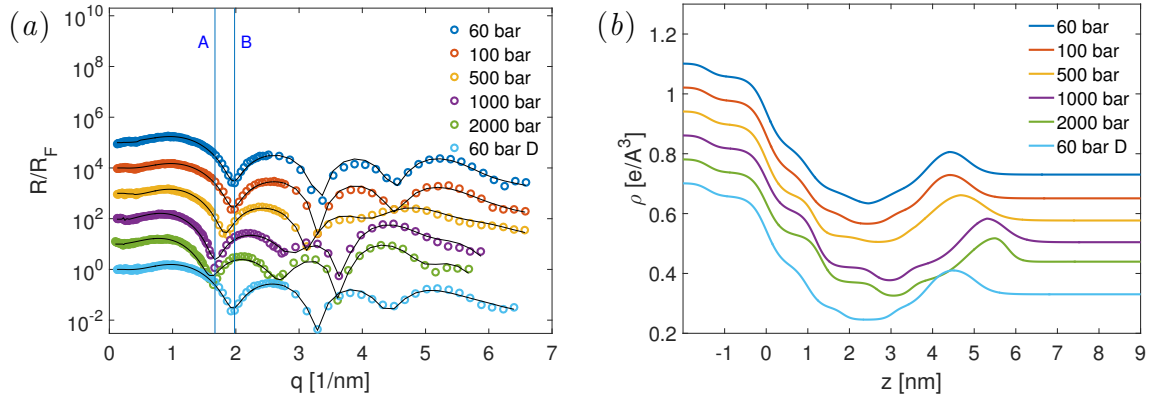 (a)
R/R_F
10^10
10^8
10^6
10^4
10^2
10^0
10^-2
A
B
60 bar
100 bar
500 bar
1000 bar
2000 bar
60 bar D
0 1 2 3 4 5 6 7
q [1/nm]
(b)
ρ [e/A^3]
1.2
1
0.8
0.6
0.4
0.2
60 bar
100 bar
500 bar
1000 bar
2000 bar
60 bar D
-1 0 1 2 3 4 5 6 7 8 9
z [nm]